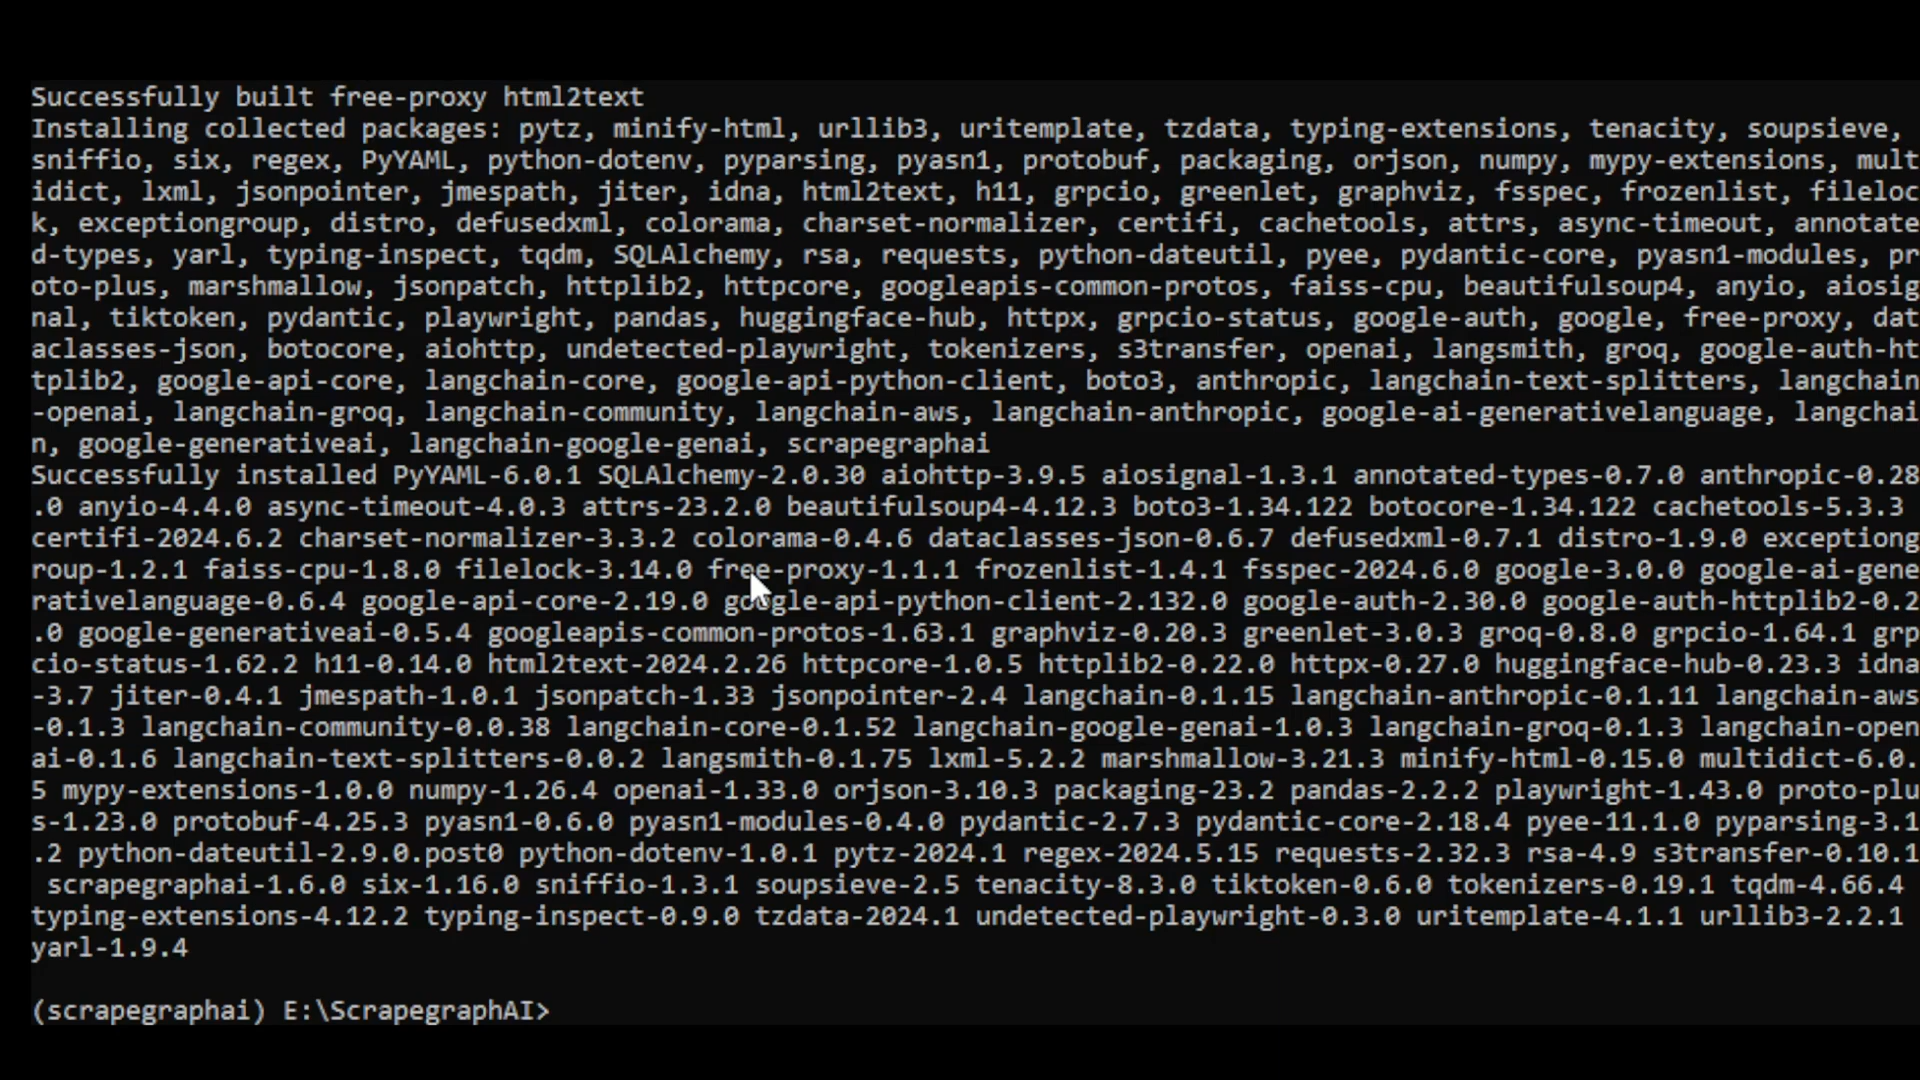 Successfully built free-proxy html2text
Installing collected packages: pytz, minify-html, urllib3, uritemplate, tzdata, typing-extensions, tenacity, soupsieve,
sniffio, six, regex, PyYAML, python-dotenv, pyparsing, pyasn1, protobuf, packaging, orjson, numpy, mypy-extensions, mult
idict, lxml, jsonpointer, jmespath, jiter, idna, html2text, h11, grpcio, greenlet, graphviz, fsspec, frozenlist, fileloc
k, exceptiongroup, distro, defusedxml, colorama, charset-normalizer, certifi, cachetools, attrs, async-timeout, annotate
d-types, yarl, typing-inspect, tqdm, SQLAlchemy, rsa, requests, python-dateutil, pyee, pydantic-core, pyasn1-modules, pr
oto-plus, marshmallow, jsonpatch, httplib2, httpcore, googleapis-common-protos, faiss-cpu, beautifulsoup4, anyio, aiosig
nal, tiktoken, pydantic, playwright, pandas, huggingface-hub, httpx, grpcio-status, google-auth, google, free-proxy, dat
aclasses-json, botocore, aiohttp, undetected-playwright, tokenizers, s3transfer, openai, langsmith, groq, google-auth-ht
tplib2, google-api-core, langchain-core, google-api-python-client, boto3, anthropic, langchain-text-splitters, langchain
-openai, langchain-groq, langchain-community, langchain-aws, langchain-anthropic, google-ai-generativelanguage, langchai
n, google-generativeai, langchain-google-genai, scrapegraphai
Successfully installed PyYAML-6.0.1 SQLAlchemy-2.0.30 aiohttp-3.9.5 aiosignal-1.3.1 annotated-types-0.7.0 anthropic-0.28
.0 anyio-4.4.0 async-timeout-4.0.3 attrs-23.2.0 beautifulsoup4-4.12.3 boto3-1.34.122 botocore-1.34.122 cachetools-5.3.3
certifi-2024.6.2 charset-normalizer-3.3.2 colorama-0.4.6 dataclasses-json-0.6.7 defusedxml-0.7.1 distro-1.9.0 exceptiong
roup-1.2.1 faiss-cpu-1.8.0 filelock-3.14.0 free-proxy-1.1.1 frozenlist-1.4.1 fsspec-2024.6.0 google-3.0.0 google-ai-gene
rativelanguage-0.6.4 google-api-core-2.19.0 google-api-python-client-2.132.0 google-auth-2.30.0 google-auth-httplib2-0.2
.0 google-generativeai-0.5.4 googleapis-common-protos-1.63.1 graphviz-0.20.3 greenlet-3.0.3 groq-0.8.0 grpcio-1.64.1 grp
cio-status-1.62.2 h11-0.14.0 html2text-2024.2.26 httpcore-1.0.5 httplib2-0.22.0 httpx-0.27.0 huggingface-hub-0.23.3 idna
-3.7 jiter-0.4.1 jmespath-1.0.1 jsonpatch-1.33 jsonpointer-2.4 langchain-0.1.15 langchain-anthropic-0.1.11 langchain-aws
-0.1.3 langchain-community-0.0.38 langchain-core-0.1.52 langchain-google-genai-1.0.3 langchain-groq-0.1.3 langchain-open
ai-0.1.6 langchain-text-splitters-0.0.2 langsmith-0.1.75 lxml-5.2.2 marshmallow-3.21.3 minify-html-0.15.0 multidict-6.0.
5 mypy-extensions-1.0.0 numpy-1.26.4 openai-1.33.0 orjson-3.10.3 packaging-23.2 pandas-2.2.2 playwright-1.43.0 proto-plu
s-1.23.0 protobuf-4.25.3 pyasn1-0.6.0 pyasn1-modules-0.4.0 pydantic-2.7.3 pydantic-core-2.18.4 pyee-11.1.0 pyparsing-3.1
.2 python-dateutil-2.9.0.post0 python-dotenv-1.0.1 pytz-2024.1 regex-2024.5.15 requests-2.32.3 rsa-4.9 s3transfer-0.10.1
scrapegraphai-1.6.0 six-1.16.0 sniffio-1.3.1 soupsieve-2.5 tenacity-8.3.0 tiktoken-0.6.0 tokenizers-0.19.1 tqdm-4.66.4
typing-extensions-4.12.2 typing-inspect-0.9.0 tzdata-2024.1 undetected-playwright-0.3.0 uritemplate-4.1.1 urllib3-2.2.1
yarl-1.9.4
(scrapegraphai) E:\ScrapegraphAI>